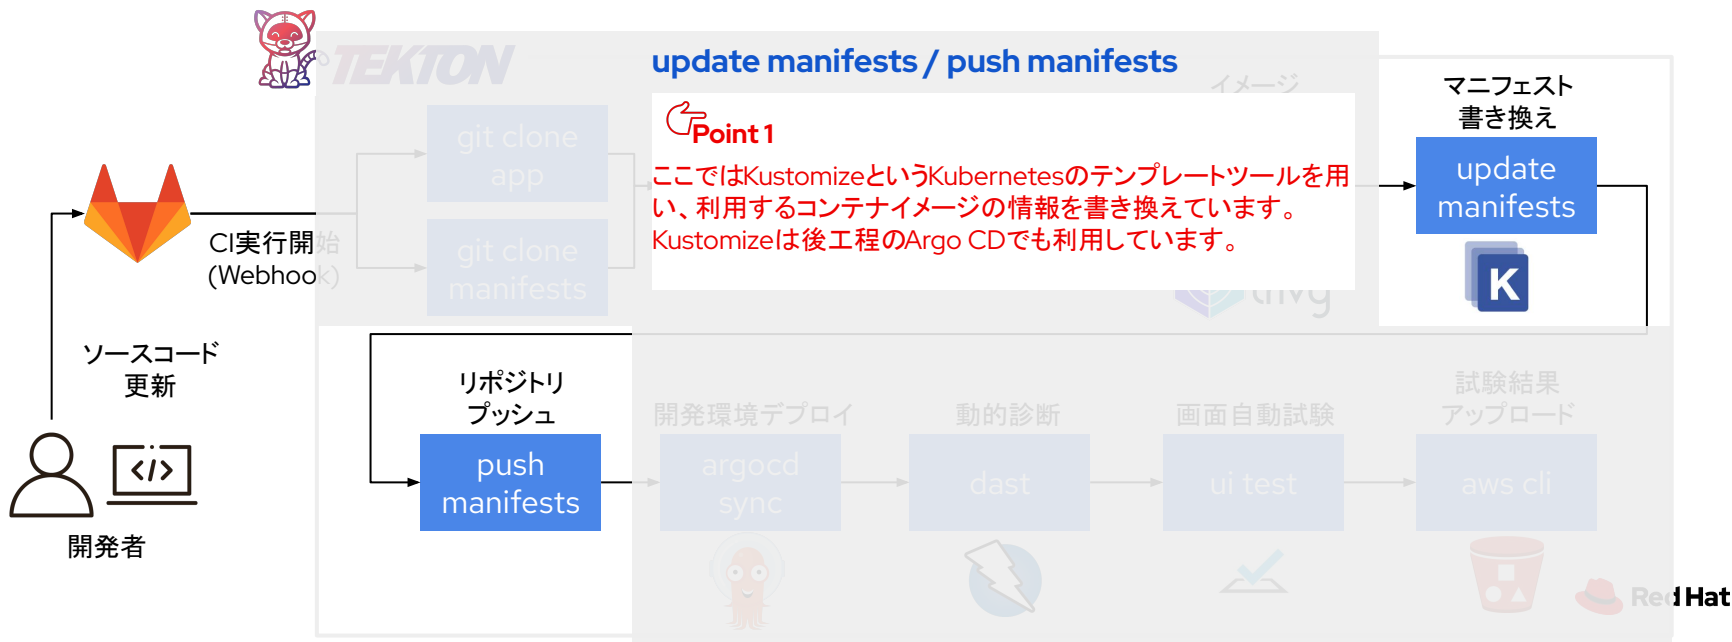 TEKTON
update manifests / push manifests
イメージ
マニフェスト
書き換え
Point 1
git clone
app
ここではKustomizeというKubernetesのテンプレートツールを用
い、利用するコンテナイメージの情報を書き換えています。
Kustomizeは後工程のArgo CDでも利用しています。
update
manifests
CI実行開始
(Webhook)
git clone
manifests
trivy
K
ソースコード
更新
リポジトリ
プッシュ
開発環境デプロイ
動的診断
画面自動試験
試験結果
アップロード
</>
push
manifests
argocd
sync
dast
ui test
aws cli
開発者
Red Hat